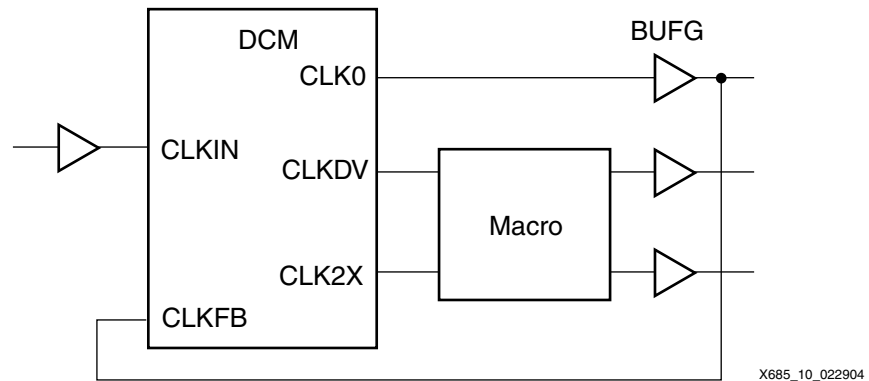 DCM
BUFG
CLK0
CLKIN
CLKDV
Macro
CLK2X
CLKFB
X685_10_022904